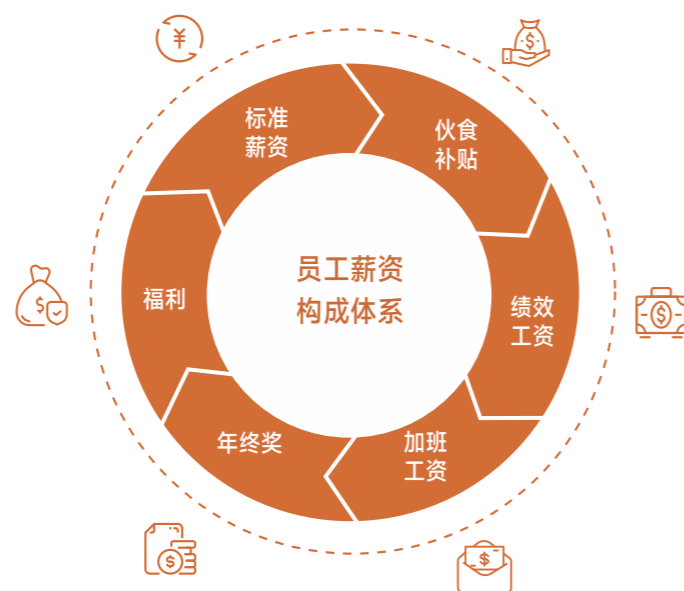 标准
薪资
伙食
补贴
绩效
工资
加班
工资
年终奖
福利
员工薪资
构成体系
¥
$
$
$
$
$